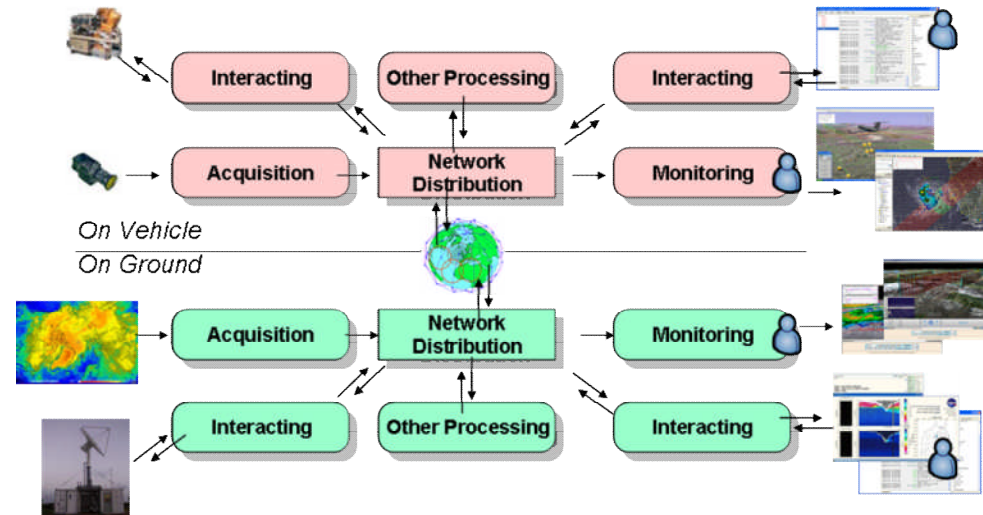 Interacting
Other Processing
Interacting
Acquisition
Network
Distribution
Monitoring
On Vehicle
On Ground
Acquisition
Network
Distribution
Monitoring
Interacting
Other Processing
Interacting